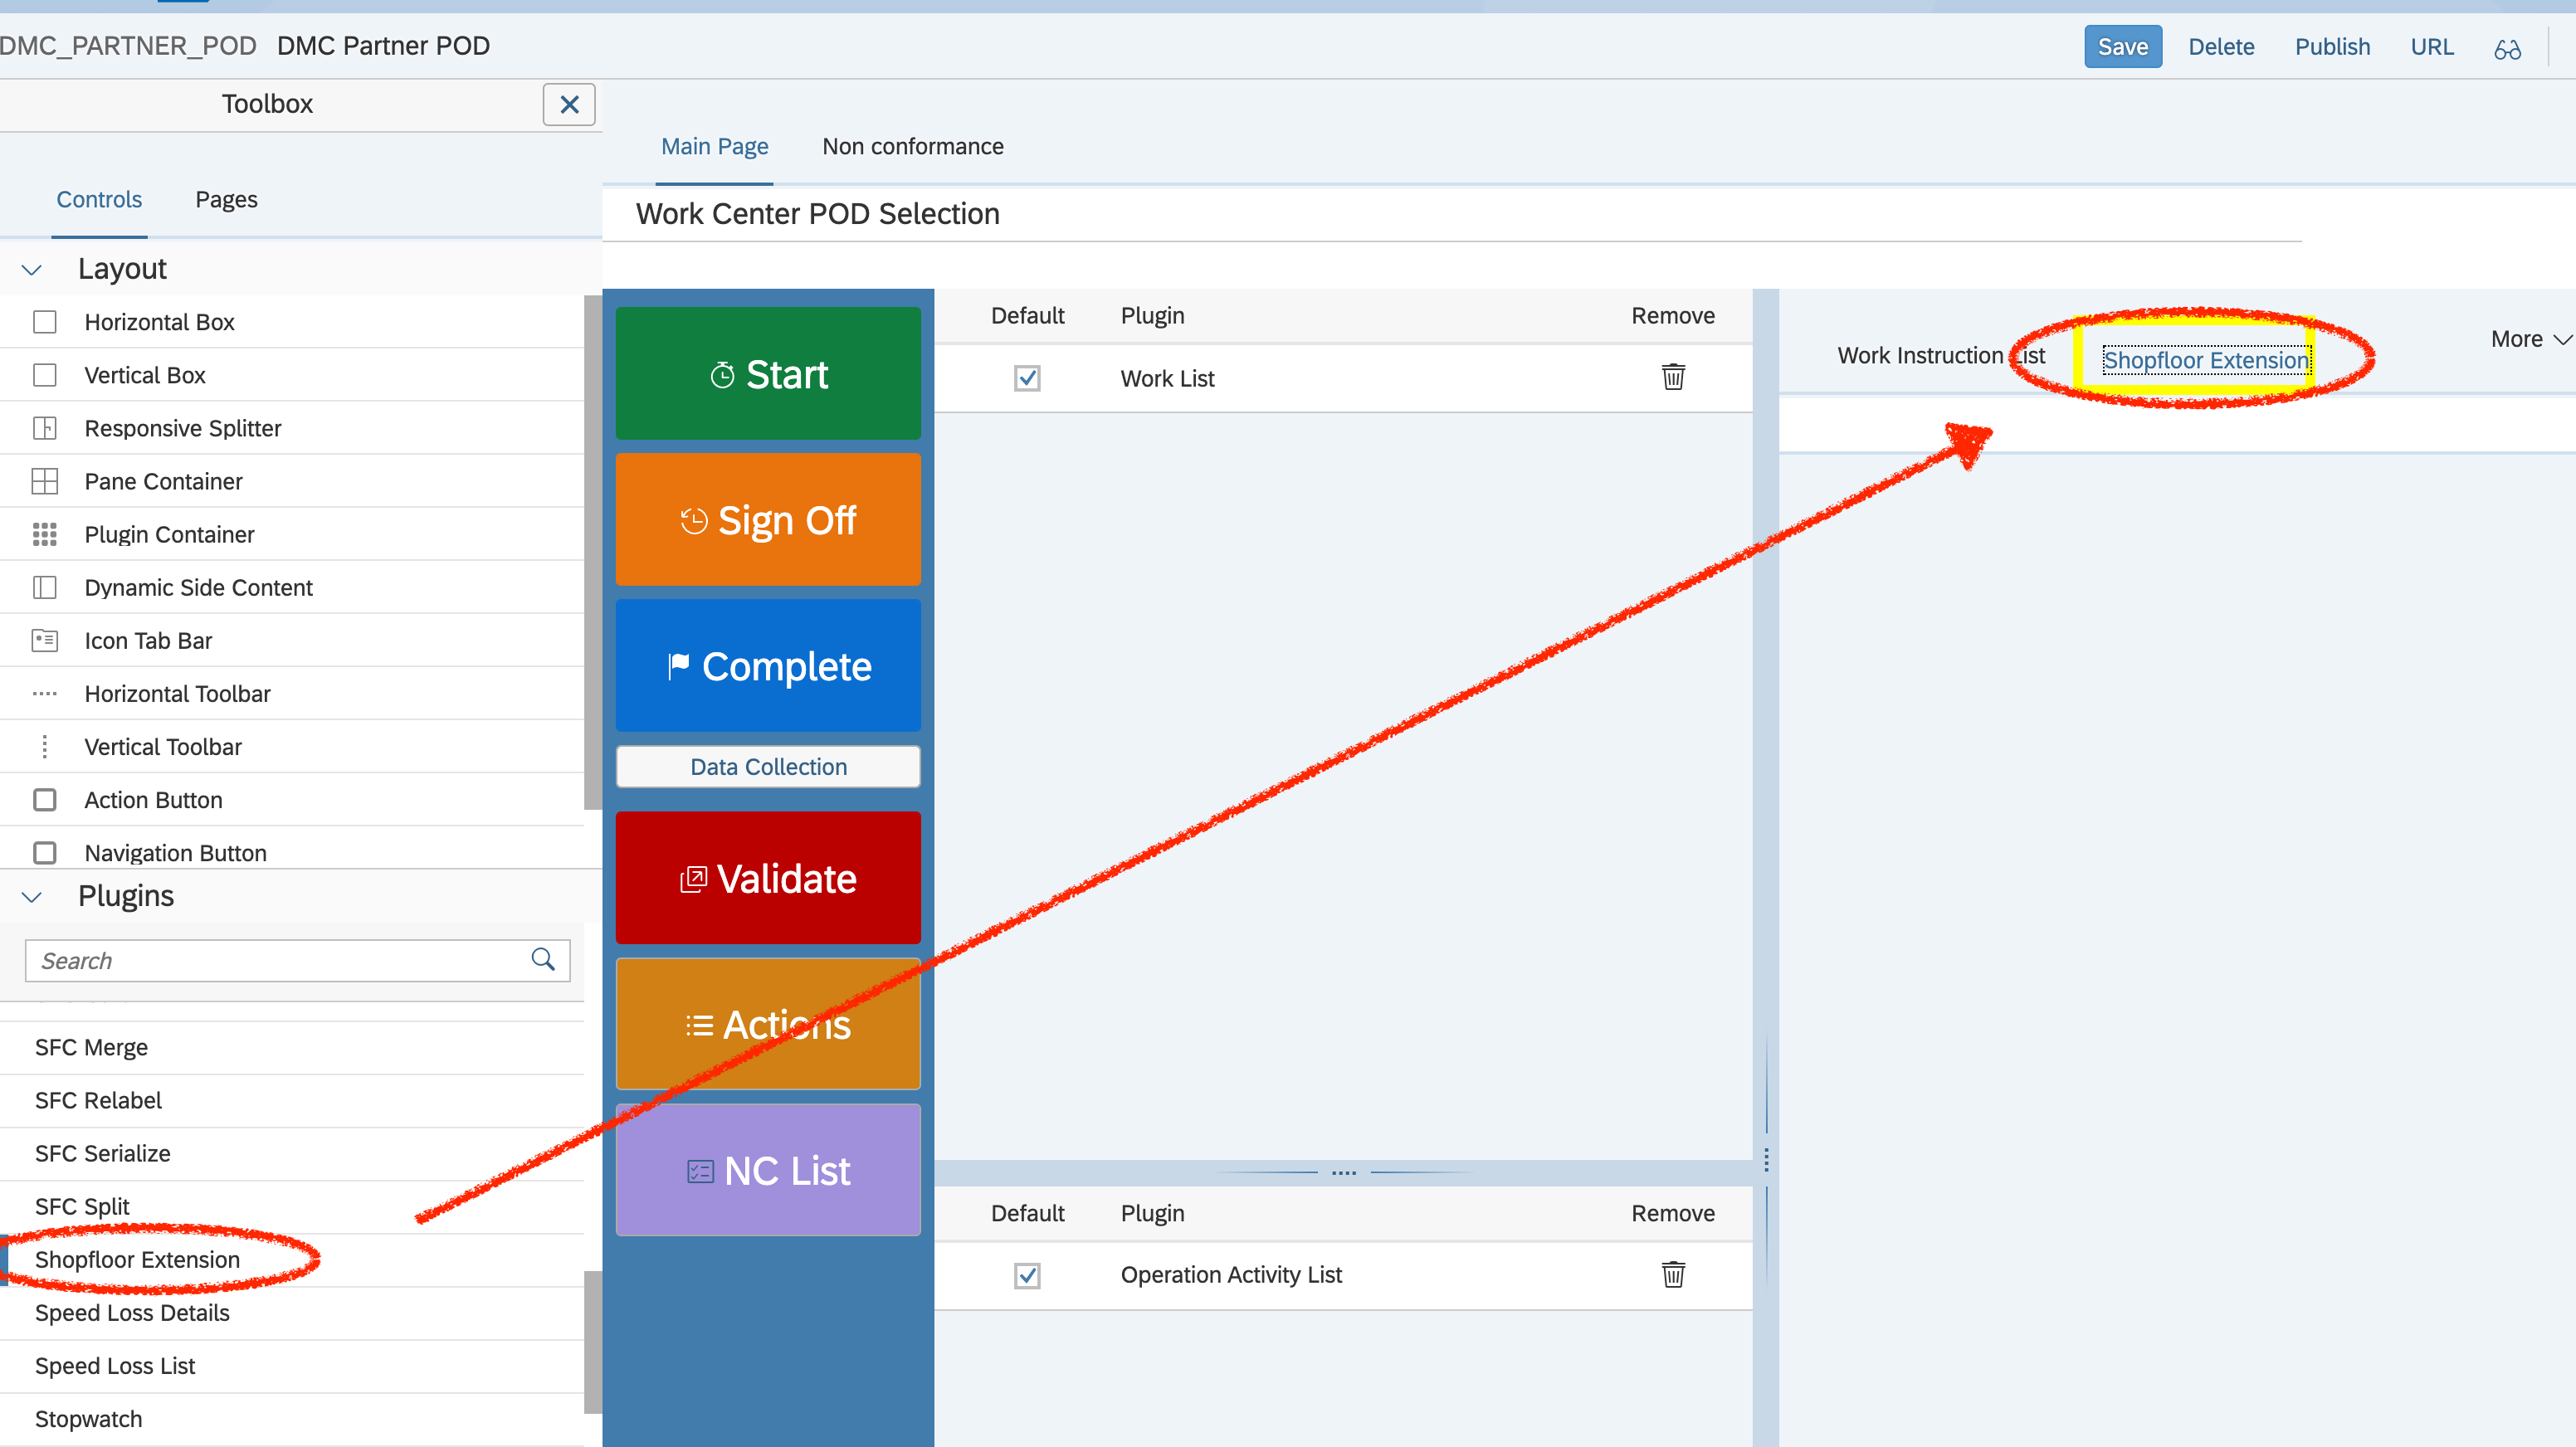 DMC_PARTNER_POD DMC Partner POD
Save Delete Publish URL
Toolbox
Controls Pages
Layout
Horizontal Box
Vertical Box
Responsive Splitter
Pane Container
Plugin Container
Dynamic Side Content
Icon Tab Bar
Horizontal Toolbar
Vertical Toolbar
Action Button
Navigation Button
Plugins
Search
SFC Merge
SFC Relabel
SFC Serialize
SFC Split
Shopfloor Extension
Speed Loss Details
Speed Loss List
Stopwatch
Main Page Non conformance
Work Center POD Selection
Start
Sign Off
Complete
Data Collection
Validate
Actions
NC List
Default Plugin Remove
Work List
Default Plugin Remove
Operation Activity List
Work Instruction List Shopfloor Extension More